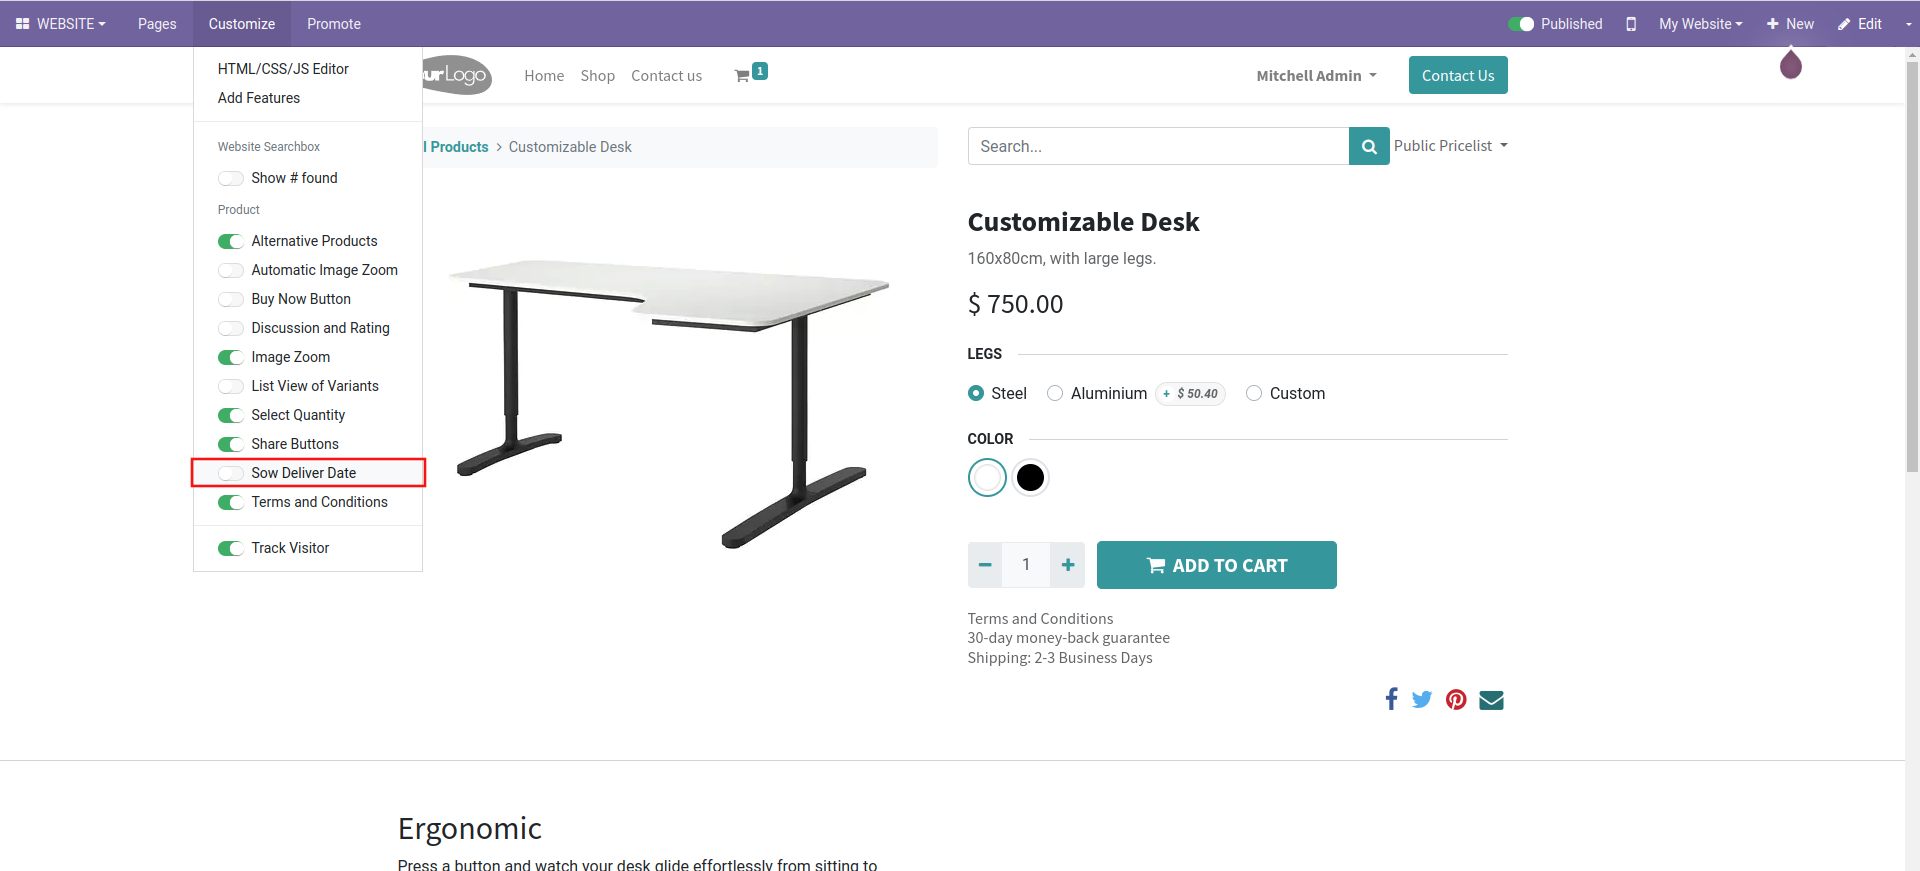 WEBSITE Pages Customize Promote Published My Website New Edit
HTML/CSS/JS Editor
Add Features
Website Searchbox
Show # found
Product
Alternative Products
Automatic Image Zoom
Buy Now Button
Discussion and Rating
Image Zoom
List View of Variants
Select Quantity
Share Buttons
Sow Deliver Date
Terms and Conditions
Track Visitor
ur Logo Home Shop Contact us 1 Mitchell Admin Contact Us
l Products > Customizable Desk
Search... Public Pricelist
Customizable Desk
160x80cm, with large legs.
$ 750.00
LEGS
Steel Aluminium + $ 50.40 Custom
COLOR
1 ADD TO CART
Terms and Conditions
30-day money-back guarantee
Shipping: 2-3 Business Days
Ergonomic
Press a button and watch your desk glide effortlessly from sitting to